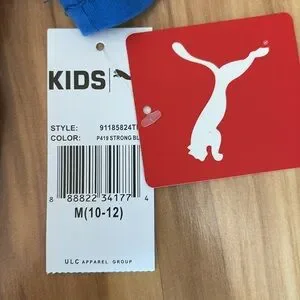 KIDS
STYLE: 91185824T
COLOR: P419 STRONG BL
8 88822 34177 4
M(10-12)
ULC APPAREL GROUP